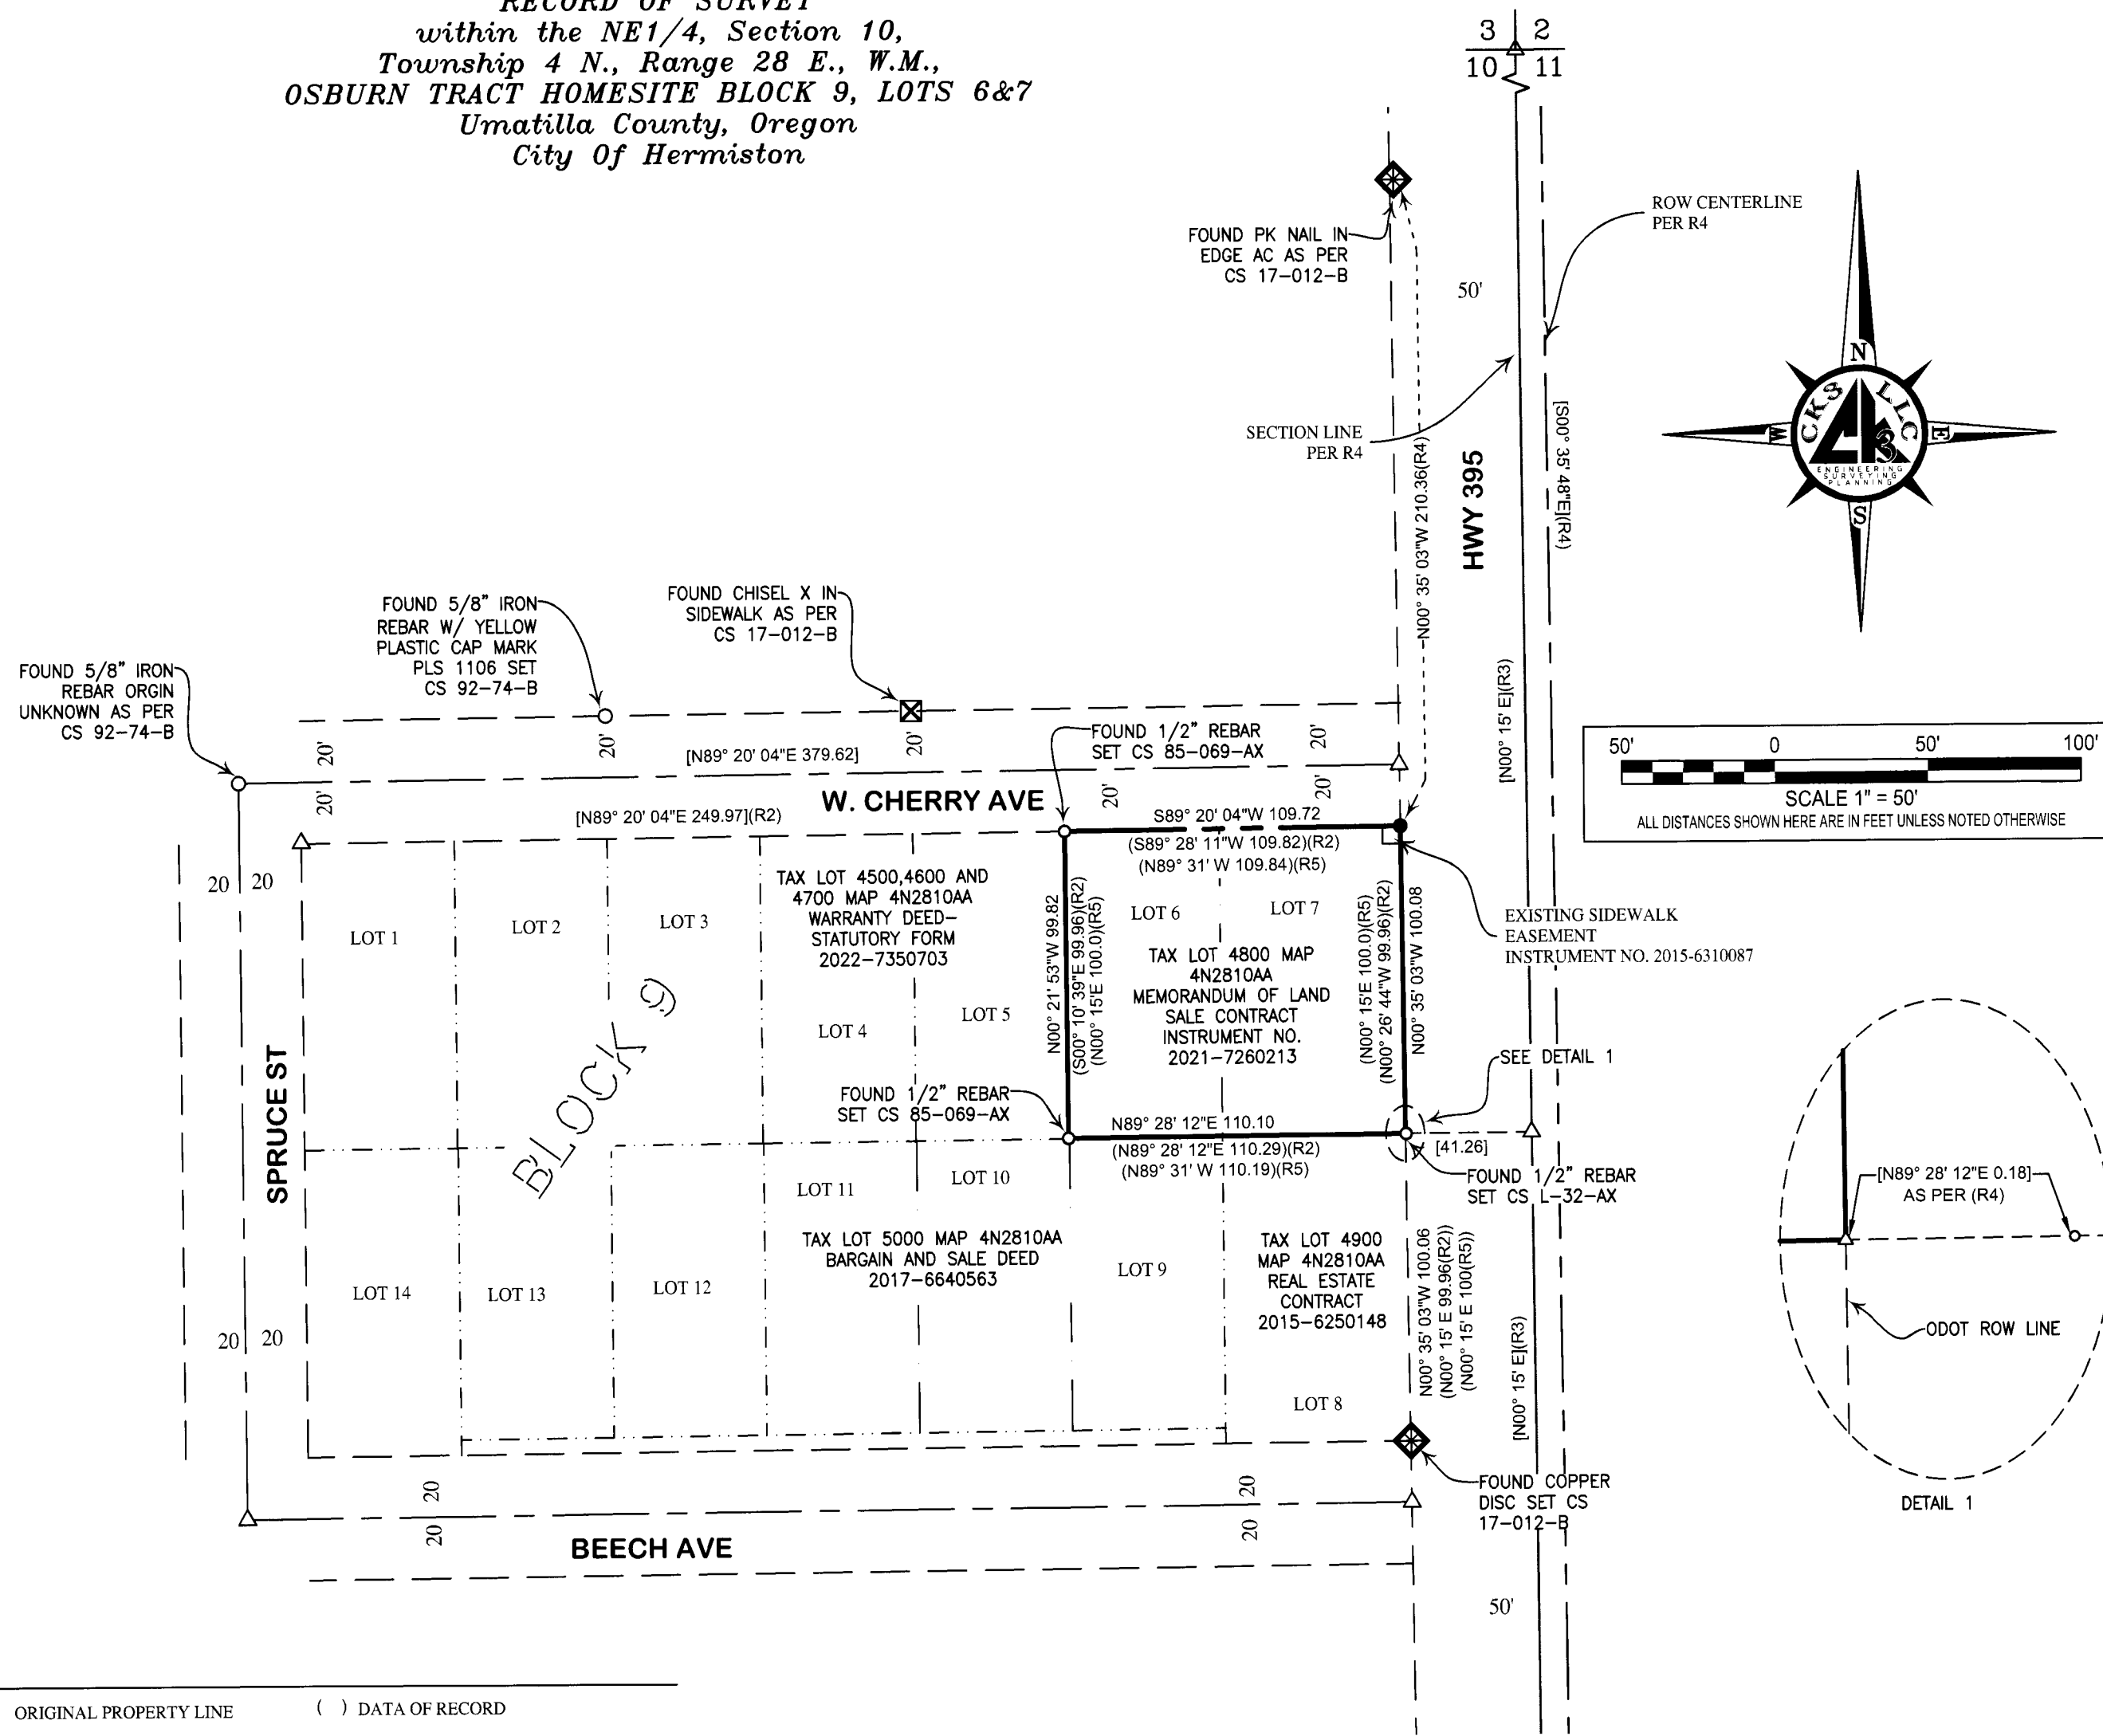 RECORD OF SURVEY
within the NE1/4, Section 10,
Township 4 N., Range 28 E., W.M.,
OSBURN TRACT HOMESITE BLOCK 9, LOTS 6&7
Umatilla County, Oregon
City Of Hermiston
3 2
10 11
ROW CENTERLINE
PER R4
FOUND PK NAIL IN
EDGE AC AS PER
CS 17-012-B
50'
SECTION LINE
PER R4
N00° 35' 03"W 210.36(R4)
HWY 395
[S00° 35' 48"E](R4)
[N00° 15' E](R3)
N
W
E
S
CKS LLC
CK3
ENGINEERING
SURVEYING
PLANNING
50' 0 50' 100'
SCALE 1" = 50'
ALL DISTANCES SHOWN HERE ARE IN FEET UNLESS NOTED OTHERWISE
FOUND 5/8" IRON
REBAR ORGIN
UNKNOWN AS PER
CS 92-74-B
FOUND 5/8" IRON
REBAR W/ YELLOW
PLASTIC CAP MARK
PLS 1106 SET
CS 92-74-B
FOUND CHISEL X IN
SIDEWALK AS PER
CS 17-012-B
FOUND 1/2" REBAR
SET CS 85-069-AX
20'
20'
20'
20'
20'
20'
20'
[N89° 20' 04"E 379.62]
W. CHERRY AVE
[N89° 20' 04"E 249.97](R2)
S89° 20' 04"W 109.72
(S89° 28' 11"W 109.82)(R2)
(N89° 31' W 109.84)(R5)
20 20
LOT 1
LOT 2
LOT 3
TAX LOT 4500,4600 AND
4700 MAP 4N2810AA
WARRANTY DEED-
STATUTORY FORM
2022-7350703
LOT 4
LOT 5
N00° 21' 53"W 99.82
(S00° 10' 39"E 99.96)(R2)
(N00° 15'E 100.0)(R5)
LOT 6
LOT 7
TAX LOT 4800 MAP
4N2810AA
MEMORANDUM OF LAND
SALE CONTRACT
INSTRUMENT NO.
2021-7260213
(N00° 15'E 100.0)(R5)
(N00° 26' 44"W 99.96)(R2)
N00° 35' 03"W 100.08
EXISTING SIDEWALK
EASEMENT
INSTRUMENT NO. 2015-6310087
SEE DETAIL 1
BLOCK 9
SPRUCE ST
FOUND 1/2" REBAR
SET CS 85-069-AX
N89° 28' 12"E 110.10
(N89° 28' 12"E 110.29)(R2)
(N89° 31' W 110.19)(R5)
[41.26]
FOUND 1/2" REBAR
SET CS L-32-AX
LOT 11
LOT 10
TAX LOT 5000 MAP 4N2810AA
BARGAIN AND SALE DEED
2017-6640563
LOT 14
LOT 13
LOT 12
LOT 9
TAX LOT 4900
MAP 4N2810AA
REAL ESTATE
CONTRACT
2015-6250148
LOT 8
N00° 35' 03"W 100.06
(N00° 15' E 99.96(R2))
(N00° 15' E 100(R5))
[N00° 15' E](R3)
20 20
[N89° 28' 12"E 0.18]
AS PER (R4)
ODOT ROW LINE
DETAIL 1
FOUND COPPER
DISC SET CS
17-012-B
20
20
20
20
BEECH AVE
50'
ORIGINAL PROPERTY LINE
( ) DATA OF RECORD